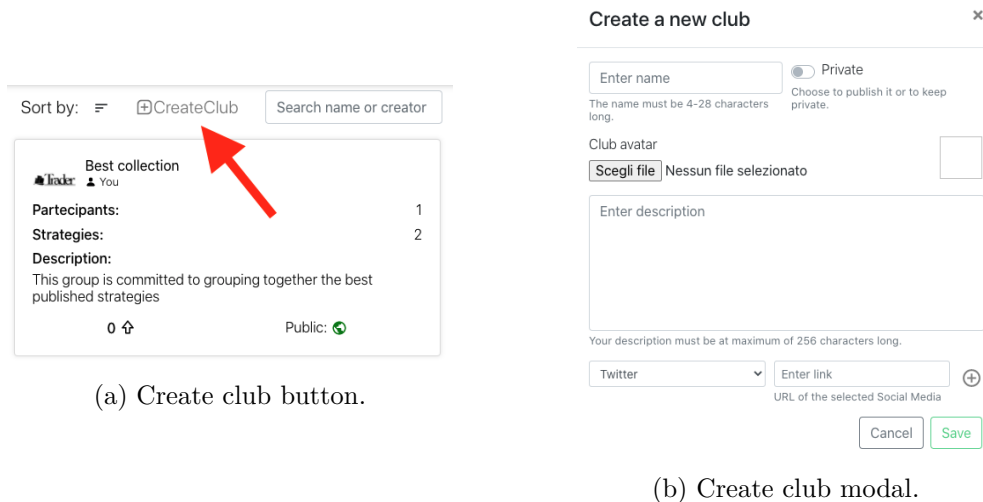 Sort by:
CreateClub
Search name or creator
Trader
Best collection
You
Partecipants:
1
Strategies:
2
Description:
This group is committed to grouping together the best
published strategies
0
Public:
(a) Create club button.
Create a new club
×
Enter name
Private
The name must be 4-28 characters
long.
Choose to publish it or to keep
private.
Club avatar
Scegli file Nessun file selezionato
Enter description
Your description must be at maximum of 256 characters long.
Twitter
Enter link
URL of the selected Social Media
Cancel
Save
(b) Create club modal.